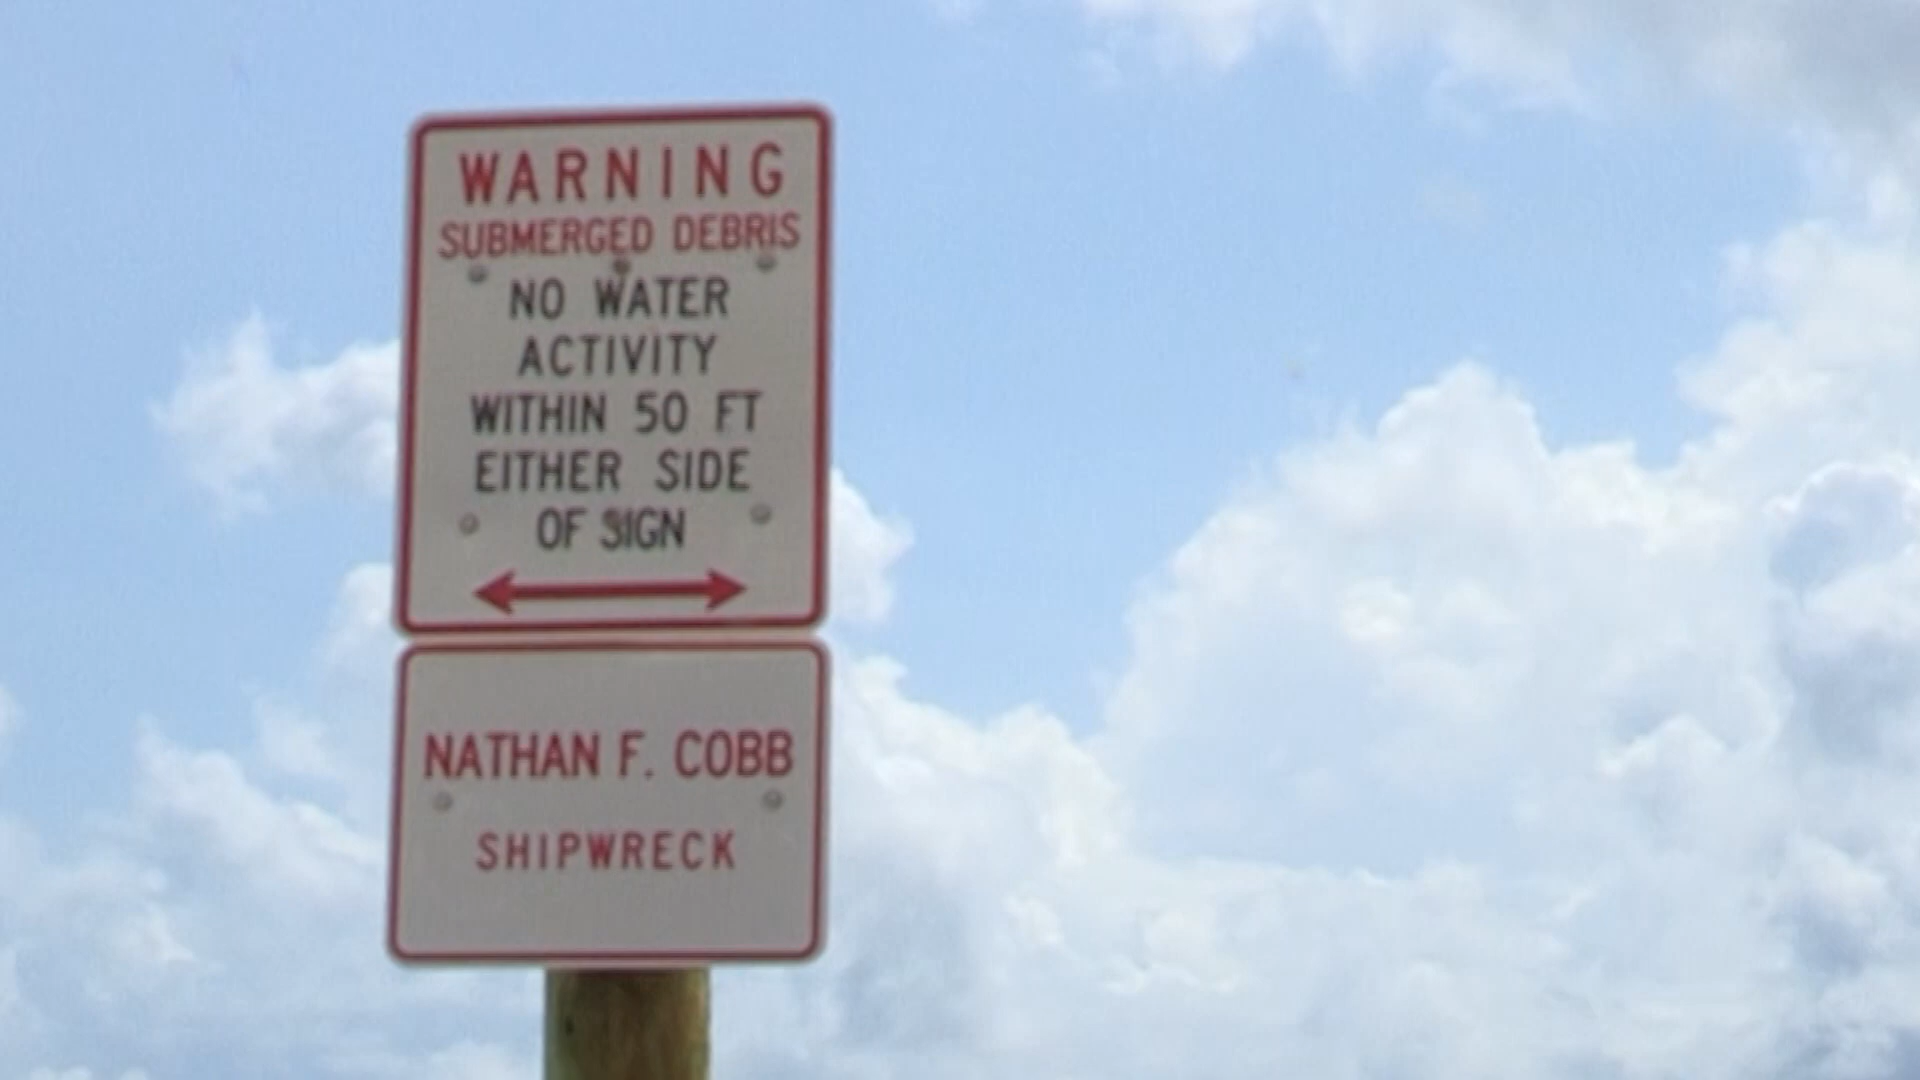 WARNING
SUBMERGED DEBRIS
NO WATER
ACTIVITY
WITHIN 50 FT
EITHER SIDE
OF SIGN
NATHAN F. COBB
SHIPWRECK